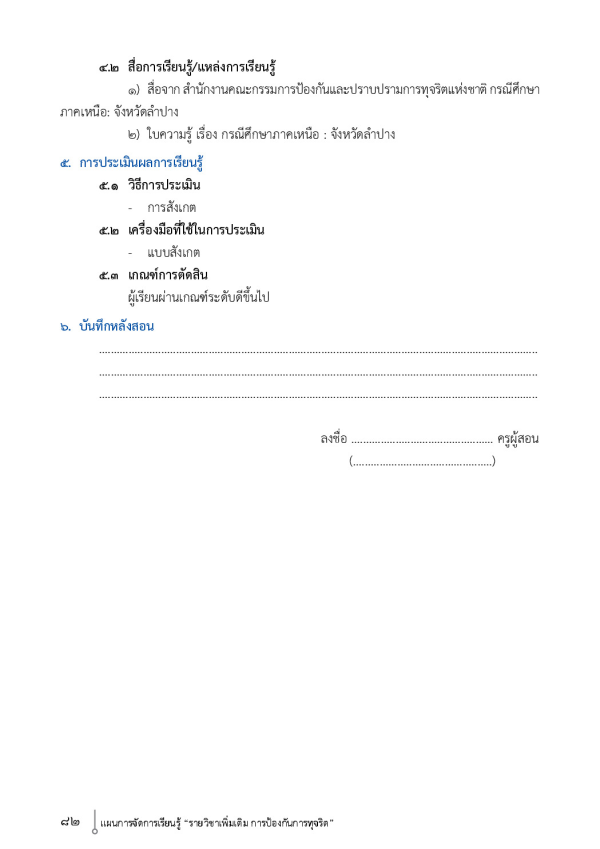 ๔.๒ สื่อการเรียนรู้/แหล่งการเรียนรู้
๑) สื่อจาก สำนักงานคณะกรรมการป้องกันและปราบปรามการทุจริตแห่งชาติ กรณีศึกษา
ภาคเหนือ: จังหวัดลำปาง
๒) ใบความรู้ เรื่อง กรณีศึกษาภาคเหนือ : จังหวัดลำปาง
๕. การประเมินผลการเรียนรู้
๕.๑ วิธีการประเมิน
- การสังเกต
๕.๒ เครื่องมือที่ใช้ในการประเมิน
- แบบสังเกต
๕.๓ เกณฑ์การตัดสิน
ผู้เรียนผ่านเกณฑ์ระดับดีขึ้นไป
๖. บันทึกหลังสอน
....................................................................................................................................................
....................................................................................................................................................
....................................................................................................................................................
ลงชื่อ ................................................ ครูผู้สอน
(...............................................)
๘๒ แผนการจัดการเรียนรู้ “รายวิชาเพิ่มเติม การป้องกันการทุจริต”